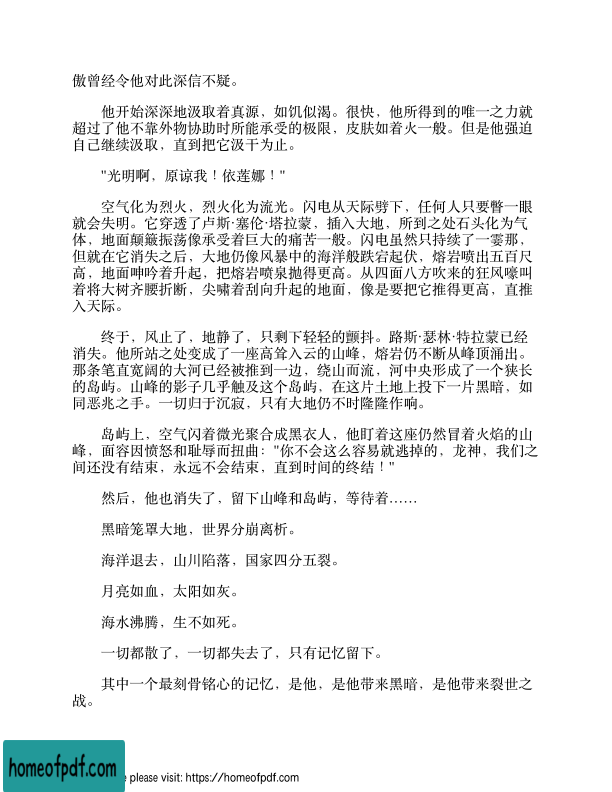 傲曾经令他对此深信不疑。
他开始深深地汲取着真源，如饥似渴。很快，他所得到的唯一之力就
超过了他不靠外物协助时所能承受的极限，皮肤如着火一般。但是他强迫
自己继续汲取，直到把它汲干为止。
"光明啊，原谅我！依莲娜！"
空气化为烈火，烈火化为流光。闪电从天际劈下，任何人只要瞥一眼
就会失明。它穿透了卢斯·塞伦·塔拉蒙，插入大地，所到之处石头化为气
体，地面颠簸振荡像承受着巨大的痛苦一般。闪电虽然只持续了一霎那，
但就在它消失之后，大地仍像风暴中的海洋般跌宕起伏，熔岩喷出五百尺
高，地面呻吟着升起，把熔岩喷泉抛得更高。从四面八方吹来的狂风嚎叫
着将大树齐腰折断，尖啸着刮向升起的地面，像是要把它推得更高，直推
入天际。
终于，风止了，地静了，只剩下轻轻的颤抖。路斯·瑟林·特拉蒙已经
消失。他所站之处变成了一座高耸入云的山峰，熔岩仍不断从峰顶涌出。
那条笔直宽阔的大河已经被推到一边，绕山而流，河中央形成了一个狭长
的岛屿。山峰的影子几乎触及这个岛屿，在这片土地上投下一片黑暗，如
同恶兆之手。一切归于沉寂，只有大地仍不时隆隆作响。
岛屿上，空气闪着微光聚合成黑衣人，他盯着这座仍然冒着火焰的山
峰，面容因愤怒和耻辱而扭曲："你不会这么容易就逃掉的，龙神，我们之
间还没有结束，永远不会结束，直到时间的终结！"
然后，他也消失了，留下山峰和岛屿，等待着……
黑暗笼罩大地，世界分崩离析。
海洋退去，山川陷落，国家四分五裂。
月亮如血，太阳如灰。
海水沸腾，生不如死。
一切都散了，一切都失去了，只有记忆留下。
其中一个最刻骨铭心的记忆，是他，是他带来黑暗，是他带来裂世之
战。
homeofpdf.com
e please visit: https://homeofpdf.com